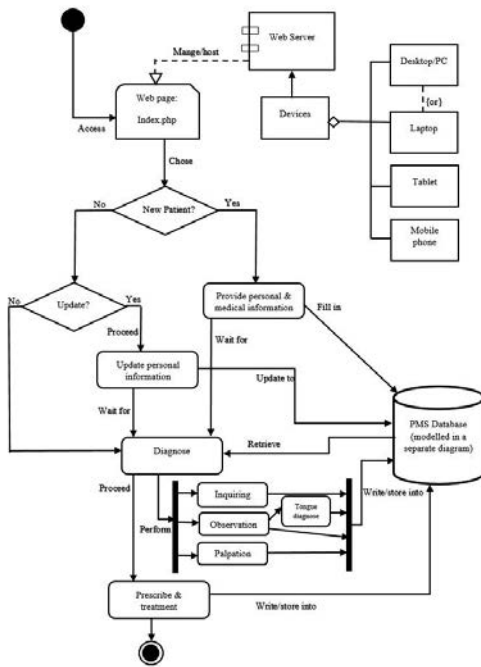 Web Server
Mange/host
Desktop/PC
{or}
Web page:
Index.php
Devices
Laptop
Access
Chose
Tablet
No
New Patient?
Yes
Mobile
phone
No
Update?
Yes
Provide personal &
medical information
Fill in
Proceed
Wait for
Update personal
information
Update to
Wait for
PMS Database
(modelled in a
separate diagram)
Diagnose
Retrieve
Proceed
Perform
Inquiring
Tongue
diagnose
Write/store into
Observation
Palpation
Prescribe &
treatment
Write/store into